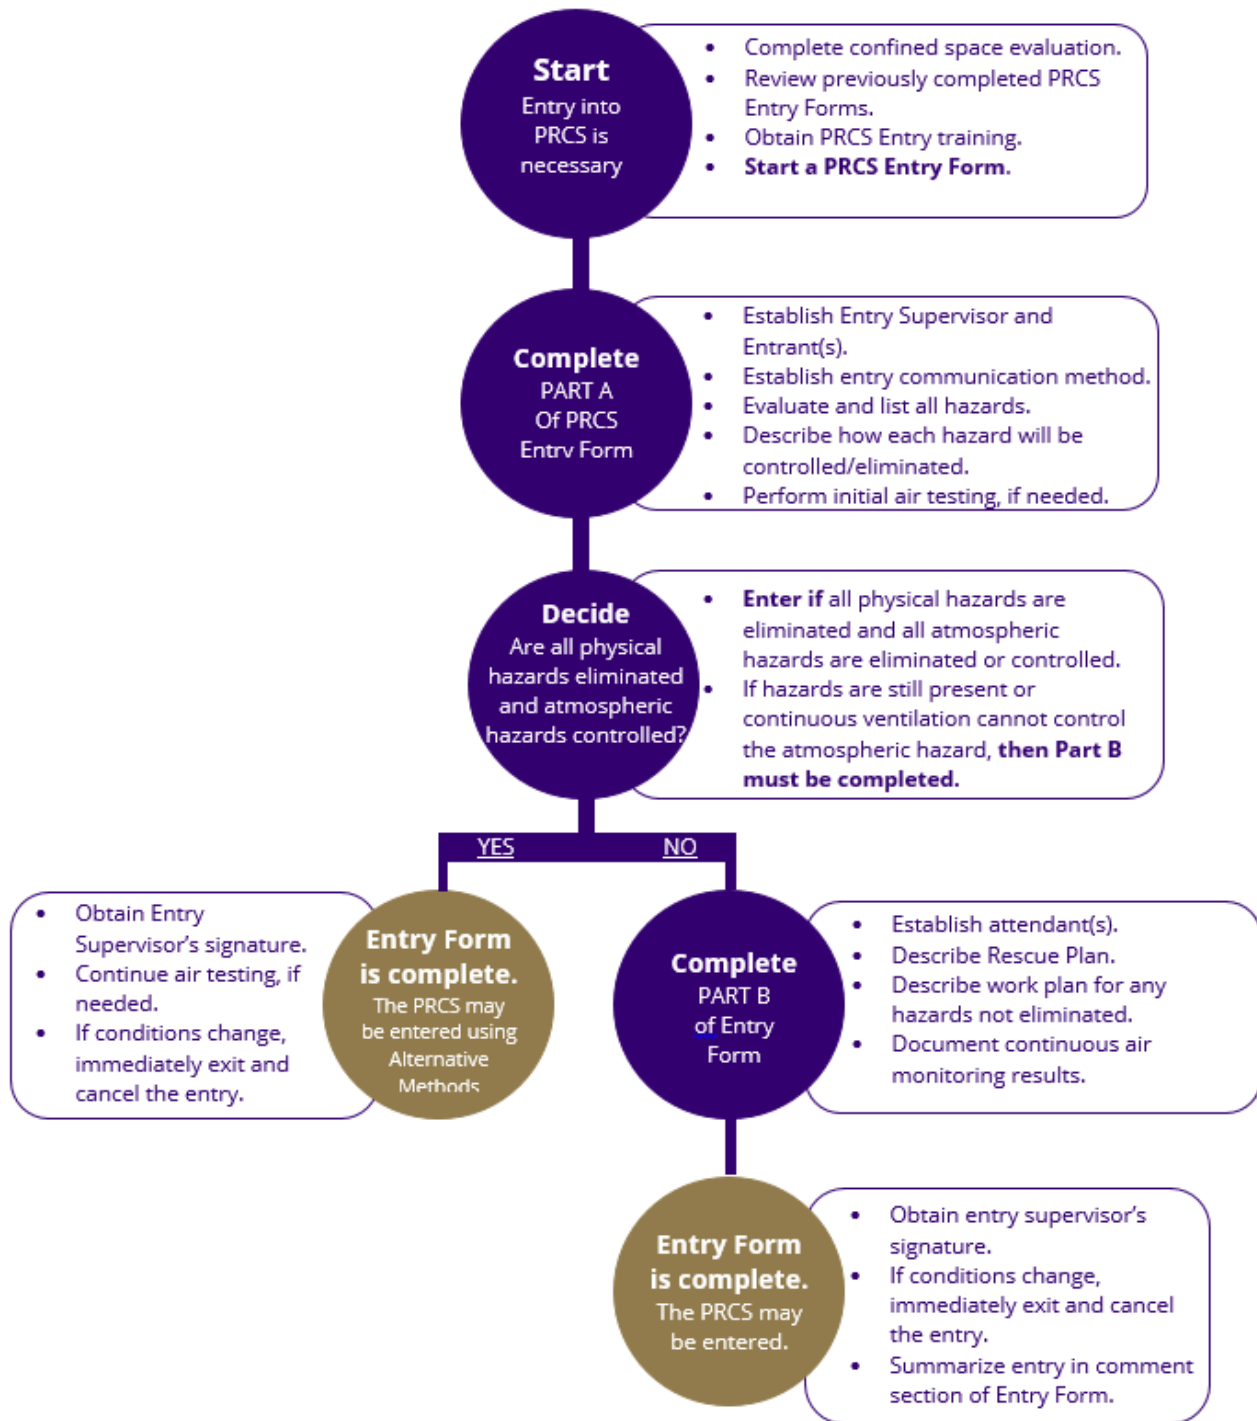 Start
Entry into
PRCS is
necessary
• Complete confined space evaluation.
• Review previously completed PRCS
Entry Forms.
• Obtain PRCS Entry training.
• Start a PRCS Entry Form.
Complete
PART A
Of PRCS
Entry Form
• Establish Entry Supervisor and
Entrant(s).
• Establish entry communication method.
• Evaluate and list all hazards.
• Describe how each hazard will be
controlled/eliminated.
• Perform initial air testing, if needed.
Decide
Are all physical
hazards eliminated
and atmospheric
hazards controlled?
• Enter if all physical hazards are
eliminated and all atmospheric
hazards are eliminated or controlled.
• If hazards are still present or
continuous ventilation cannot control
the atmospheric hazard, then Part B
must be completed.
YES
NO
• Obtain Entry
Supervisor’s signature.
• Continue air testing, if
needed.
• If conditions change,
immediately exit and
cancel the entry.
Entry Form
is complete.
The PRCS may
be entered using
Alternative
Methods
Complete
PART B
of Entry
Form
• Establish attendant(s).
• Describe Rescue Plan.
• Describe work plan for any
hazards not eliminated.
• Document continuous air
monitoring results.
Entry Form
is complete.
The PRCS may
be entered.
• Obtain entry supervisor’s
signature.
• If conditions change,
immediately exit and cancel
the entry.
• Summarize entry in comment
section of Entry Form.